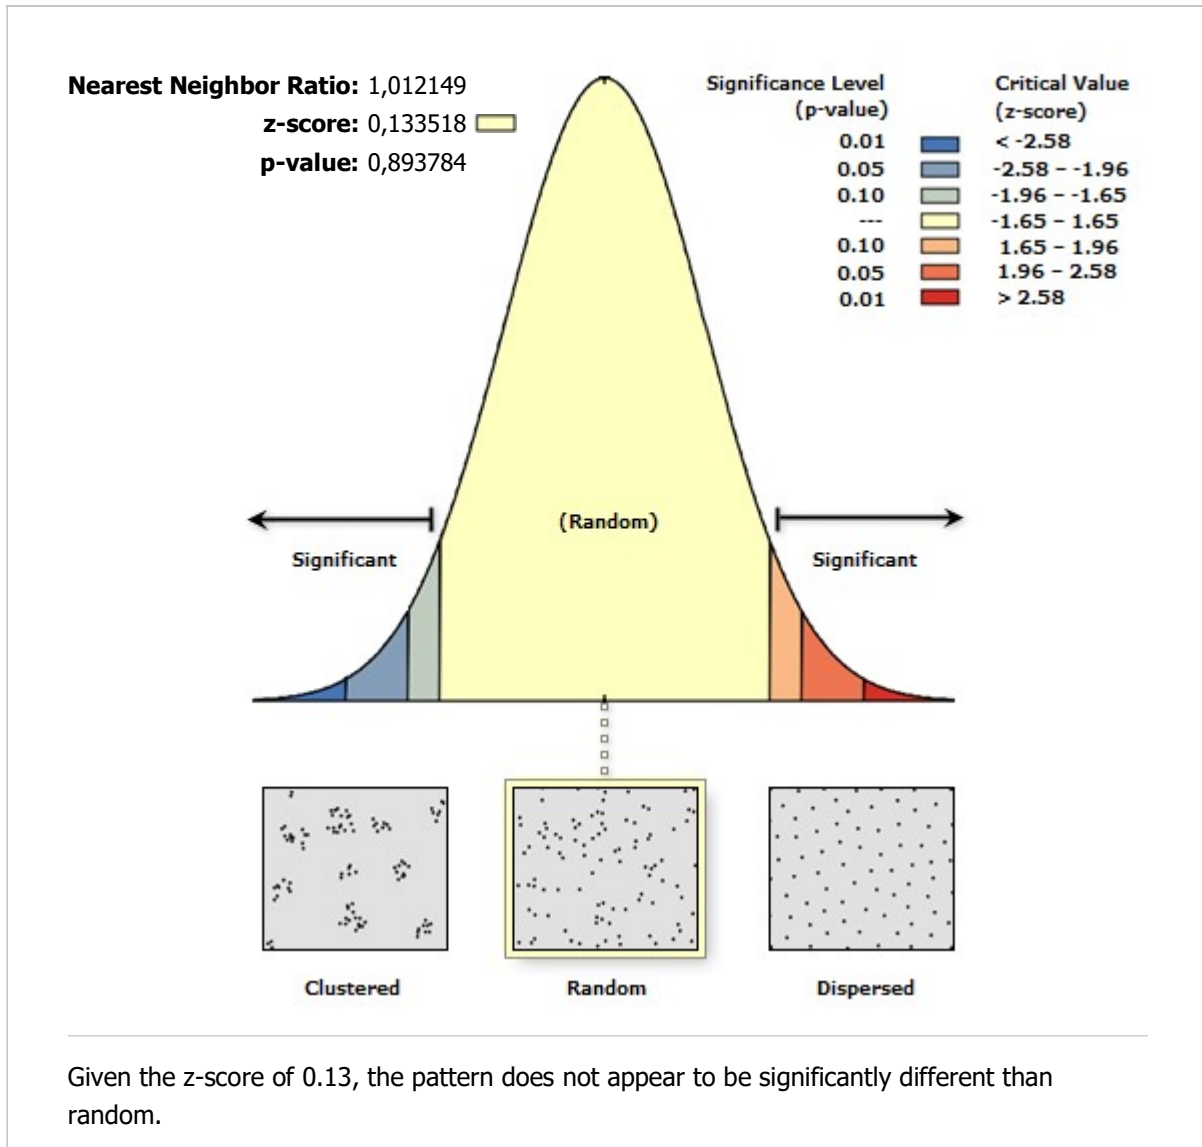 Nearest Neighbor Ratio: 1,012149
z-score: 0,133518
p-value: 0,893784
Significance Level
(p-value)
Critical Value
(z-score)
0.01 < -2.58
0.05 -2.58 – -1.96
0.10 -1.96 – -1.65
--- -1.65 – 1.65
0.10 1.65 – 1.96
0.05 1.96 – 2.58
0.01 > 2.58
(Random)
Significant
Significant
Clustered
Random
Dispersed
Given the z-score of 0.13, the pattern does not appear to be significantly different than
random.